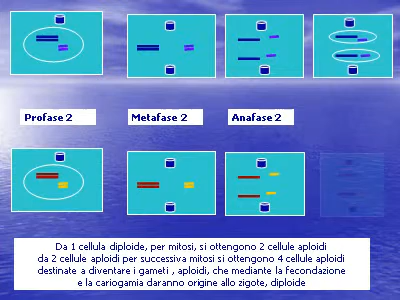 Profase 2
Metafase 2
Anafase 2
Da 1 cellula diploide, per mitosi, si ottengono 2 cellule aploidi
da 2 cellule aploidi per successiva mitosi si ottengono 4 cellule aploidi
destinate a diventare i gameti , aploidi, che mediante la fecondazione
e la cariogamia daranno origine allo zigote, diploide